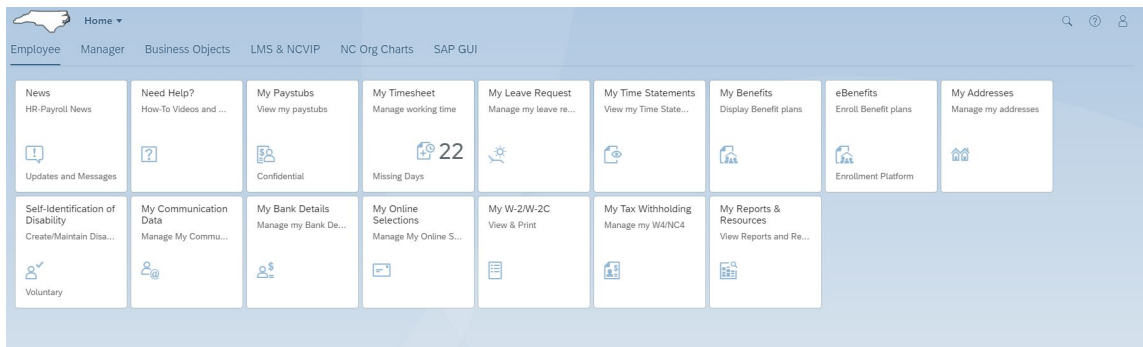 Home
Employee Manager Business Objects LMS & NCVIP NC Org Charts SAP GUI
News
HR-Payroll News
Updates and Messages
Need Help?
How-To Videos and ...
My Paystubs
View my paystubs
Confidential
My Timesheet
Manage working time
22
Missing Days
My Leave Request
Manage my leave re...
My Time Statements
View my Time State...
My Benefits
Display Benefit plans
eBenefits
Enroll Benefit plans
Enrollment Platform
My Addresses
Manage my addresses
Self-Identification of
Disability
Create/Maintain Disa...
Voluntary
My Communication
Data
Manage My Commu...
My Bank Details
Manage my Bank De...
My Online
Selections
Manage My Online S...
My W-2/W-2C
View & Print
My Tax Withholding
Manage my W4/NC4
My Reports &
Resources
View Reports and Re...